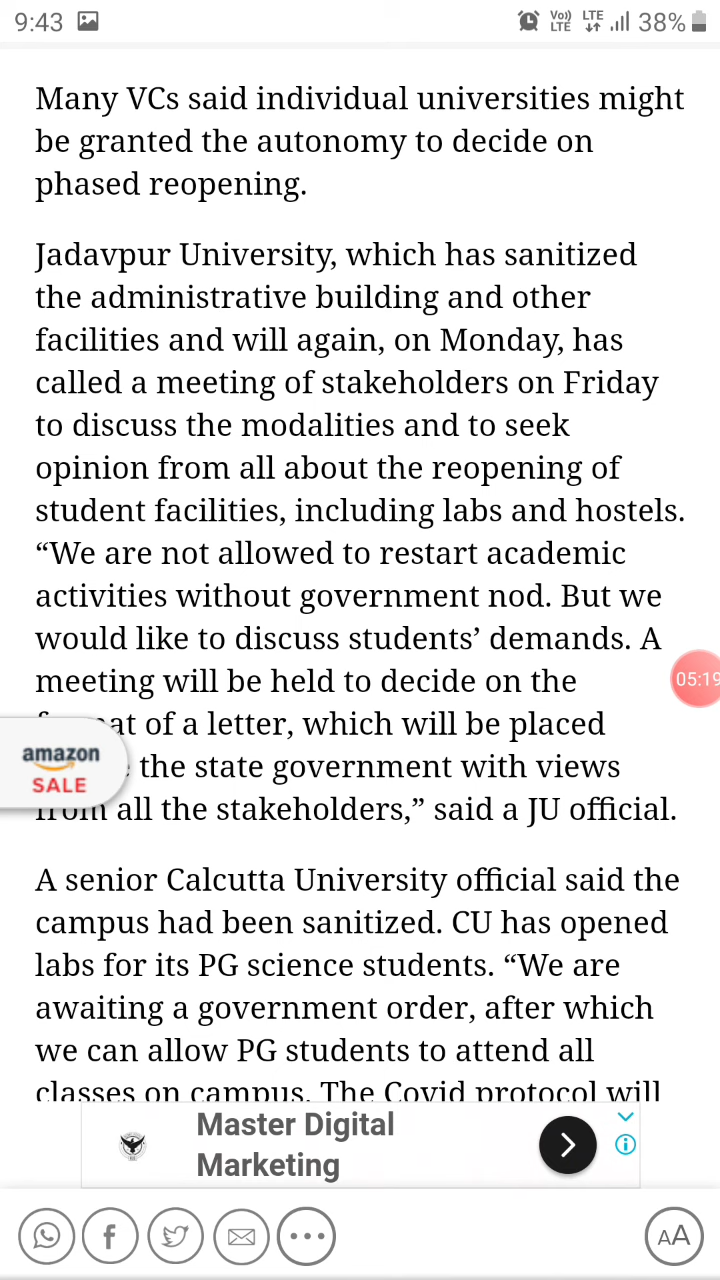 9:43
Vo)) LTE LTE 38%
Many VCs said individual universities might
be granted the autonomy to decide on
phased reopening.
Jadavpur University, which has sanitized
the administrative building and other
facilities and will again, on Monday, has
called a meeting of stakeholders on Friday
to discuss the modalities and to seek
opinion from all about the reopening of
student facilities, including labs and hostels.
“We are not allowed to restart academic
activities without government nod. But we
would like to discuss students’ demands. A
meeting will be held to decide on the
of a letter, which will be placed
the state government with views
from all the stakeholders,” said a JU official.
amazon
SALE
05:19
A senior Calcutta University official said the
campus had been sanitized. CU has opened
labs for its PG science students. “We are
awaiting a government order, after which
we can allow PG students to attend all
classes on campus. The Covid protocol will
Master Digital
Marketing
AA